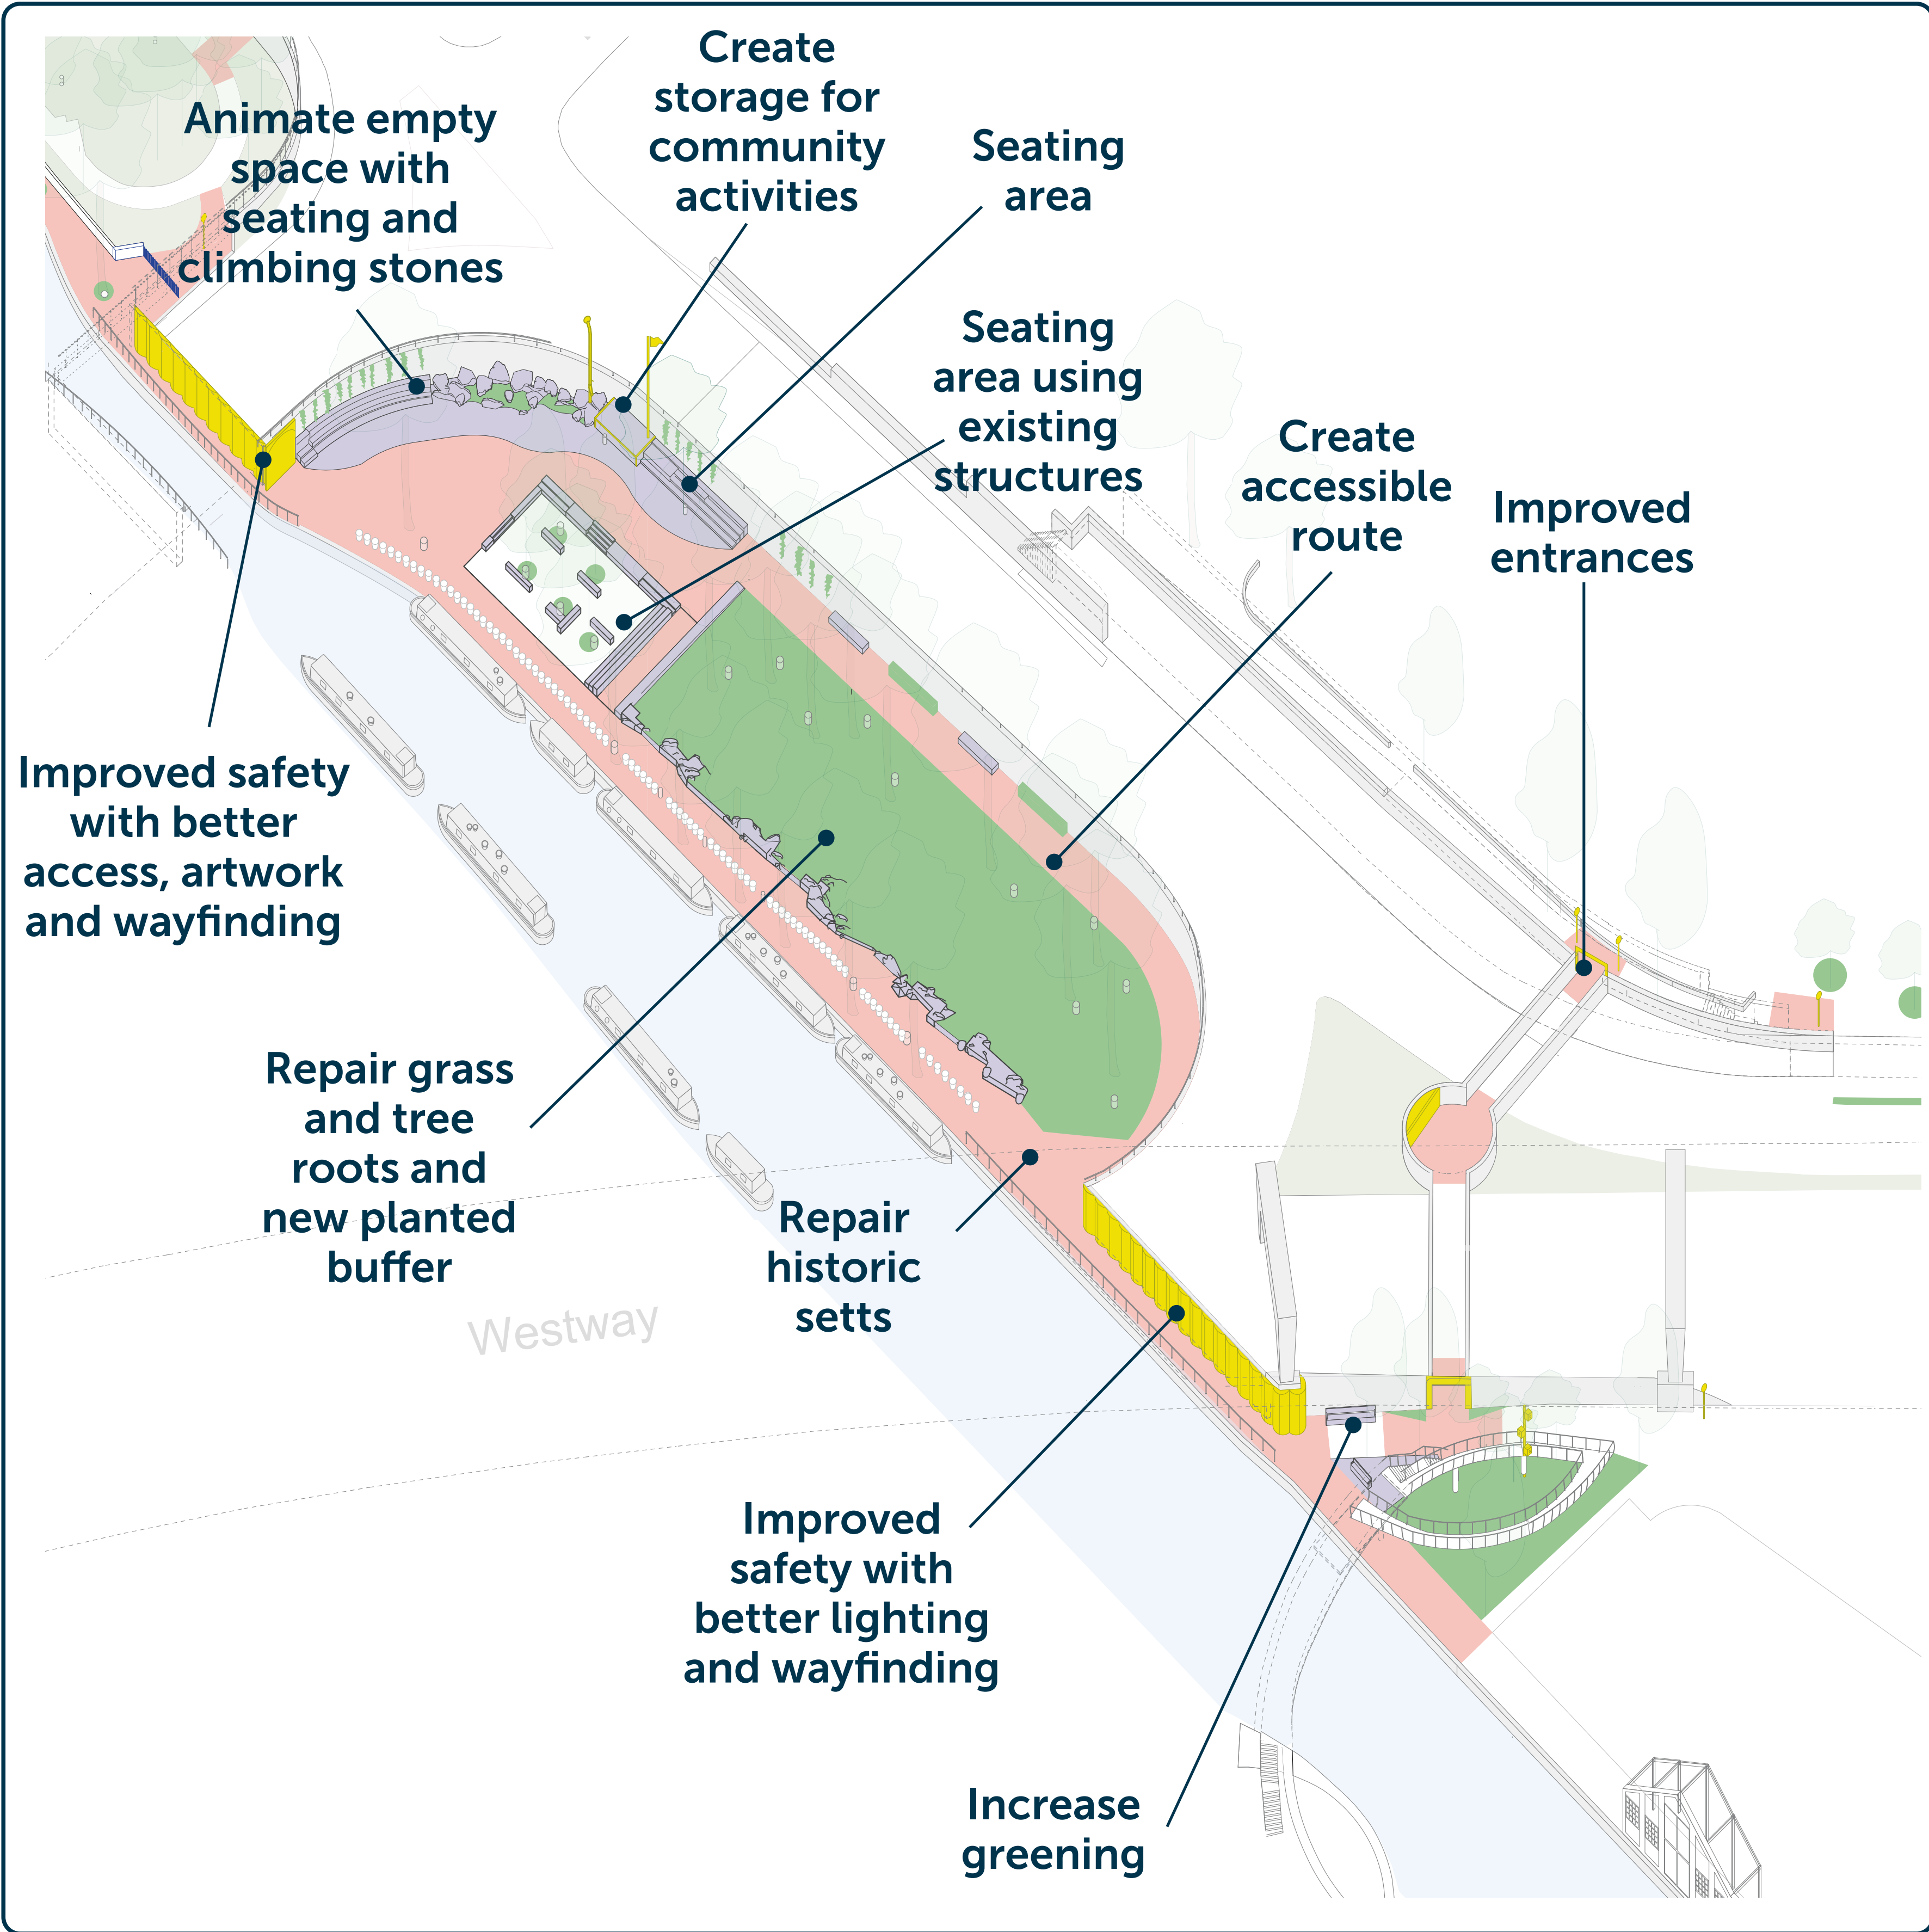 Create
storage for
community
activities
Animate empty
space with
seating and
climbing stones
Seating
area
Seating
area using
existing
structures
Create
accessible
route
Improved
entrances
Improved safety
with better
access, artwork
and wayfinding
Repair grass
and tree
roots and
new planted
buffer
Repair
historic
setts
Westway
Improved
safety with
better lighting
and wayfinding
Increase
greening